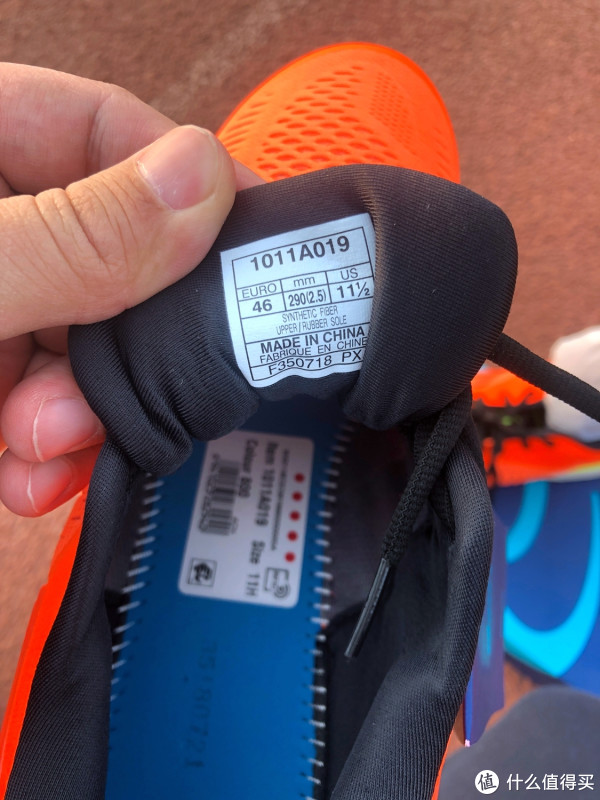 1011A019
EURO mm US
46 290(2.5) 11½
SYNTHETIC FIBER
UPPER/RUBBER SOLE
MADE IN CHINA
FABRIQUE EN CHINE
F350718 PX
Item 1011A019 Size 11H
Colour 800
值 什么值得买